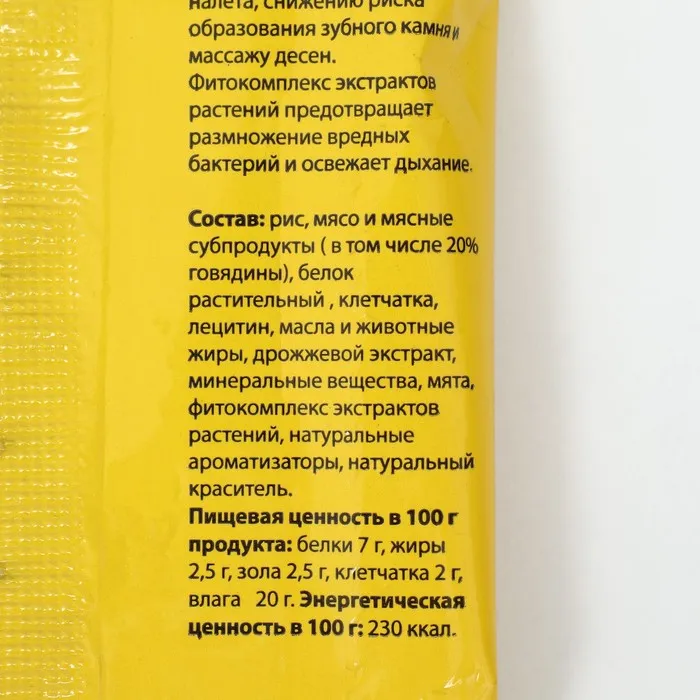 налета, снижению риска
образования зубного камня и
массажу десен.
Фитокомплекс экстрактов
растений предотвращает
размножение вредных
бактерий и освежает дыхание.
Состав: рис, мясо и мясные
субпродукты ( в том числе 20%
говядины), белок
растительный , клетчатка,
лецитин, масла и животные
жиры, дрожжевой экстракт,
минеральные вещества, мята,
фитокомплекс экстрактов
растений, натуральные
ароматизаторы, натуральный
краситель.
Пищевая ценность в 100 г
продукта: белки 7 г, жиры
2,5 г, зола 2,5 г, клетчатка 2 г,
влага 20 г. Энергетическая
ценность в 100 г: 230 ккал.